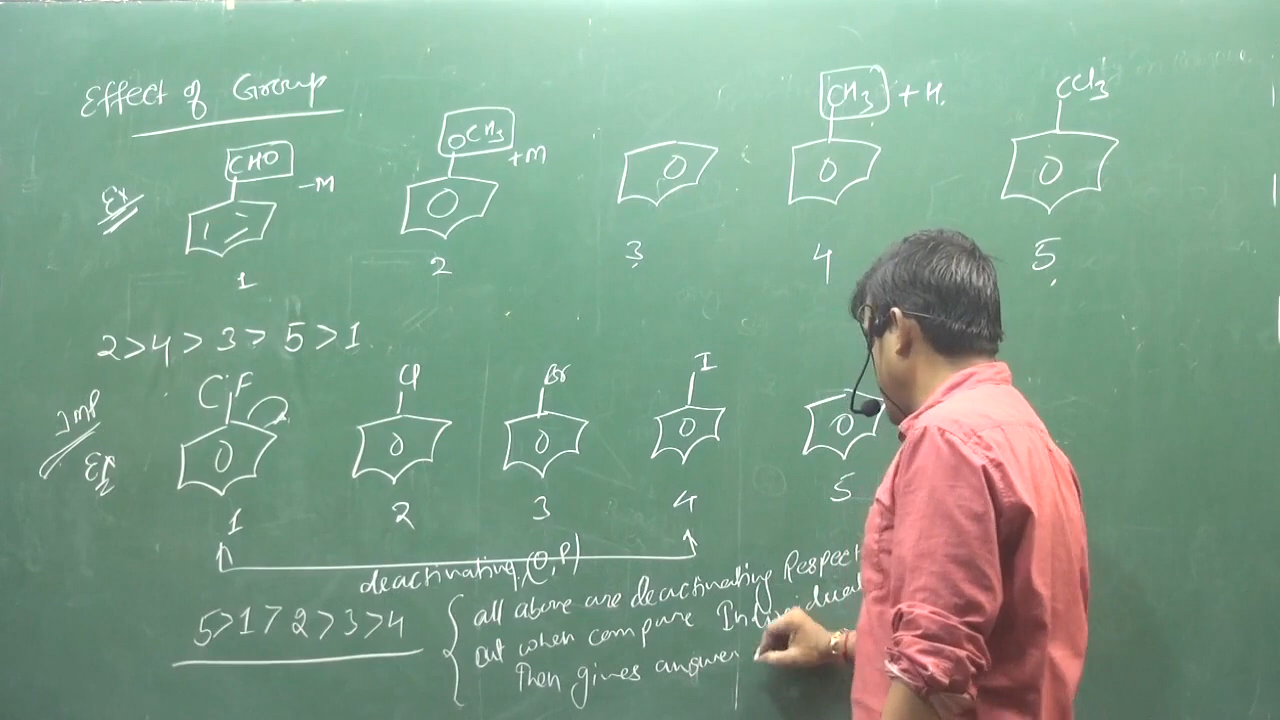 Effect of Group
Ex
CHO
-M
1
OCH3
+M
2
3
CH3 + H.
4
CCl3
5
2>4>3>5>1
Imp
Ex
F
1
Cl
2
Br
3
I
4
5
deactivating (O,P)
5>1>2>3>4
all above are deactivating Respect
but when compare Individual
Then gives answer